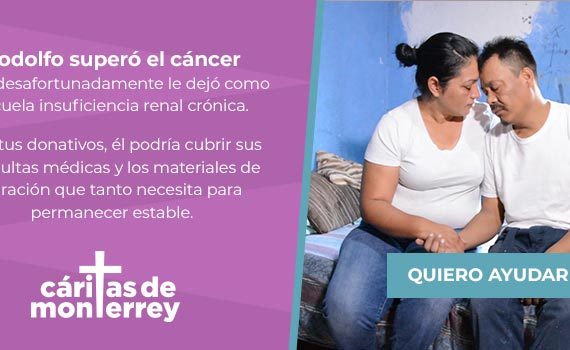 odolfo superó el cáncer
desafortunadamente le dejó como
cuela insuficiencia renal crónica.
tus donativos, él podría cubrir sus
ultas médicas y los materiales de
ración que tanto necesita para
permanecer estable.
cáritas de
monterrey
QUIERO AYUDAR